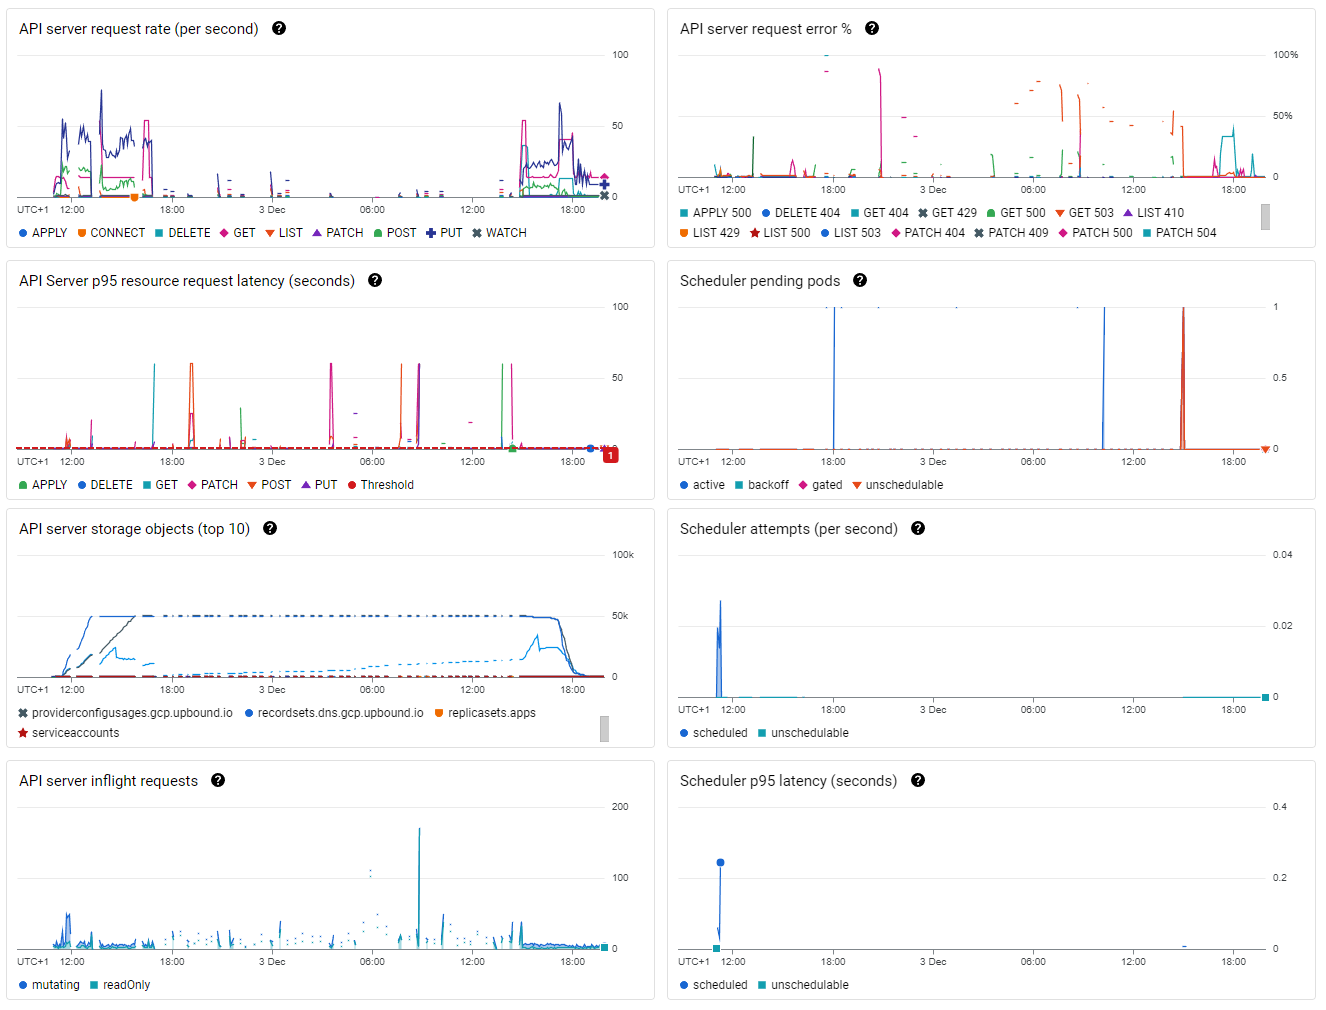 API server request rate (per second)
100
50
0
UTC+1 12:00 18:00 3 Dec 06:00 12:00 18:00
APPLY CONNECT DELETE GET LIST PATCH POST PUT WATCH
API server request error %
100%
50%
0
UTC+1 12:00 18:00 3 Dec 06:00 12:00 18:00
APPLY 500 DELETE 404 GET 404 GET 429 GET 500 GET 503 LIST 410
LIST 429 LIST 500 LIST 503 PATCH 404 PATCH 409 PATCH 500 PATCH 504
API Server p95 resource request latency (seconds)
100
50
0
1
UTC+1 12:00 18:00 3 Dec 06:00 12:00 18:00
APPLY DELETE GET PATCH POST PUT Threshold
Scheduler pending pods
1
0.5
0
UTC+1 12:00 18:00 3 Dec 06:00 12:00 18:00
active backoff gated unschedulable
API server storage objects (top 10)
100k
50k
0
UTC+1 12:00 18:00 3 Dec 06:00 12:00 18:00
providerconfigusages.gcp.upbound.io recordsets.dns.gcp.upbound.io replicasets.apps
serviceaccounts
Scheduler attempts (per second)
0.04
0.02
0
UTC+1 12:00 18:00 3 Dec 06:00 12:00 18:00
scheduled unschedulable
API server inflight requests
200
100
0
UTC+1 12:00 18:00 3 Dec 06:00 12:00 18:00
mutating readOnly
Scheduler p95 latency (seconds)
0.4
0.2
0
UTC+1 12:00 18:00 3 Dec 06:00 12:00 18:00
scheduled unschedulable